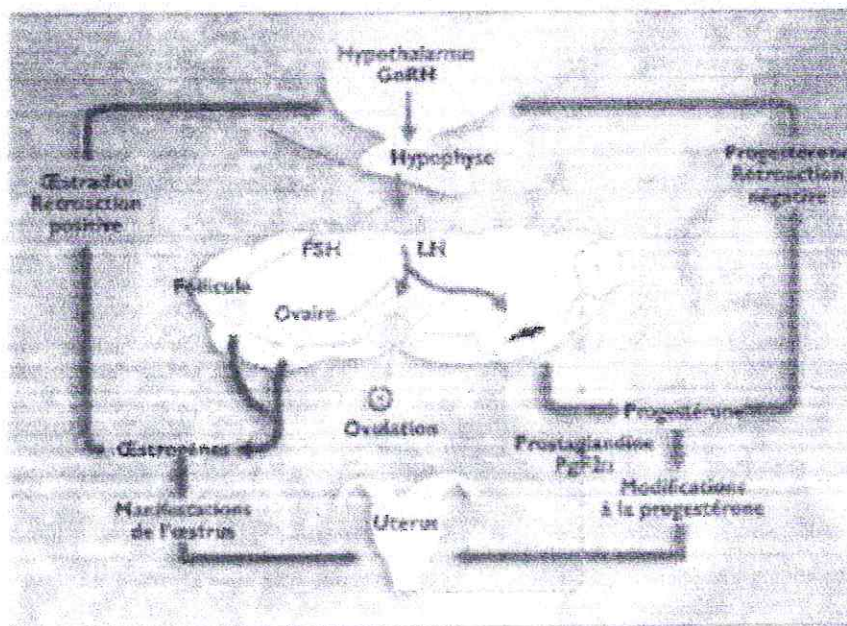 Hypothalamus
GnRH
Hypophyse
Œstradiol
Rétroaction
positive
Progestérone
Rétroaction
négative
FSH
LH
Follicule
Ovaire
Ovulation
Œstrogènes
Progestérone
Prostaglandine
PgF2α
Manifestations
de l'œstrus
Utérus
Modifications
à la progestérone